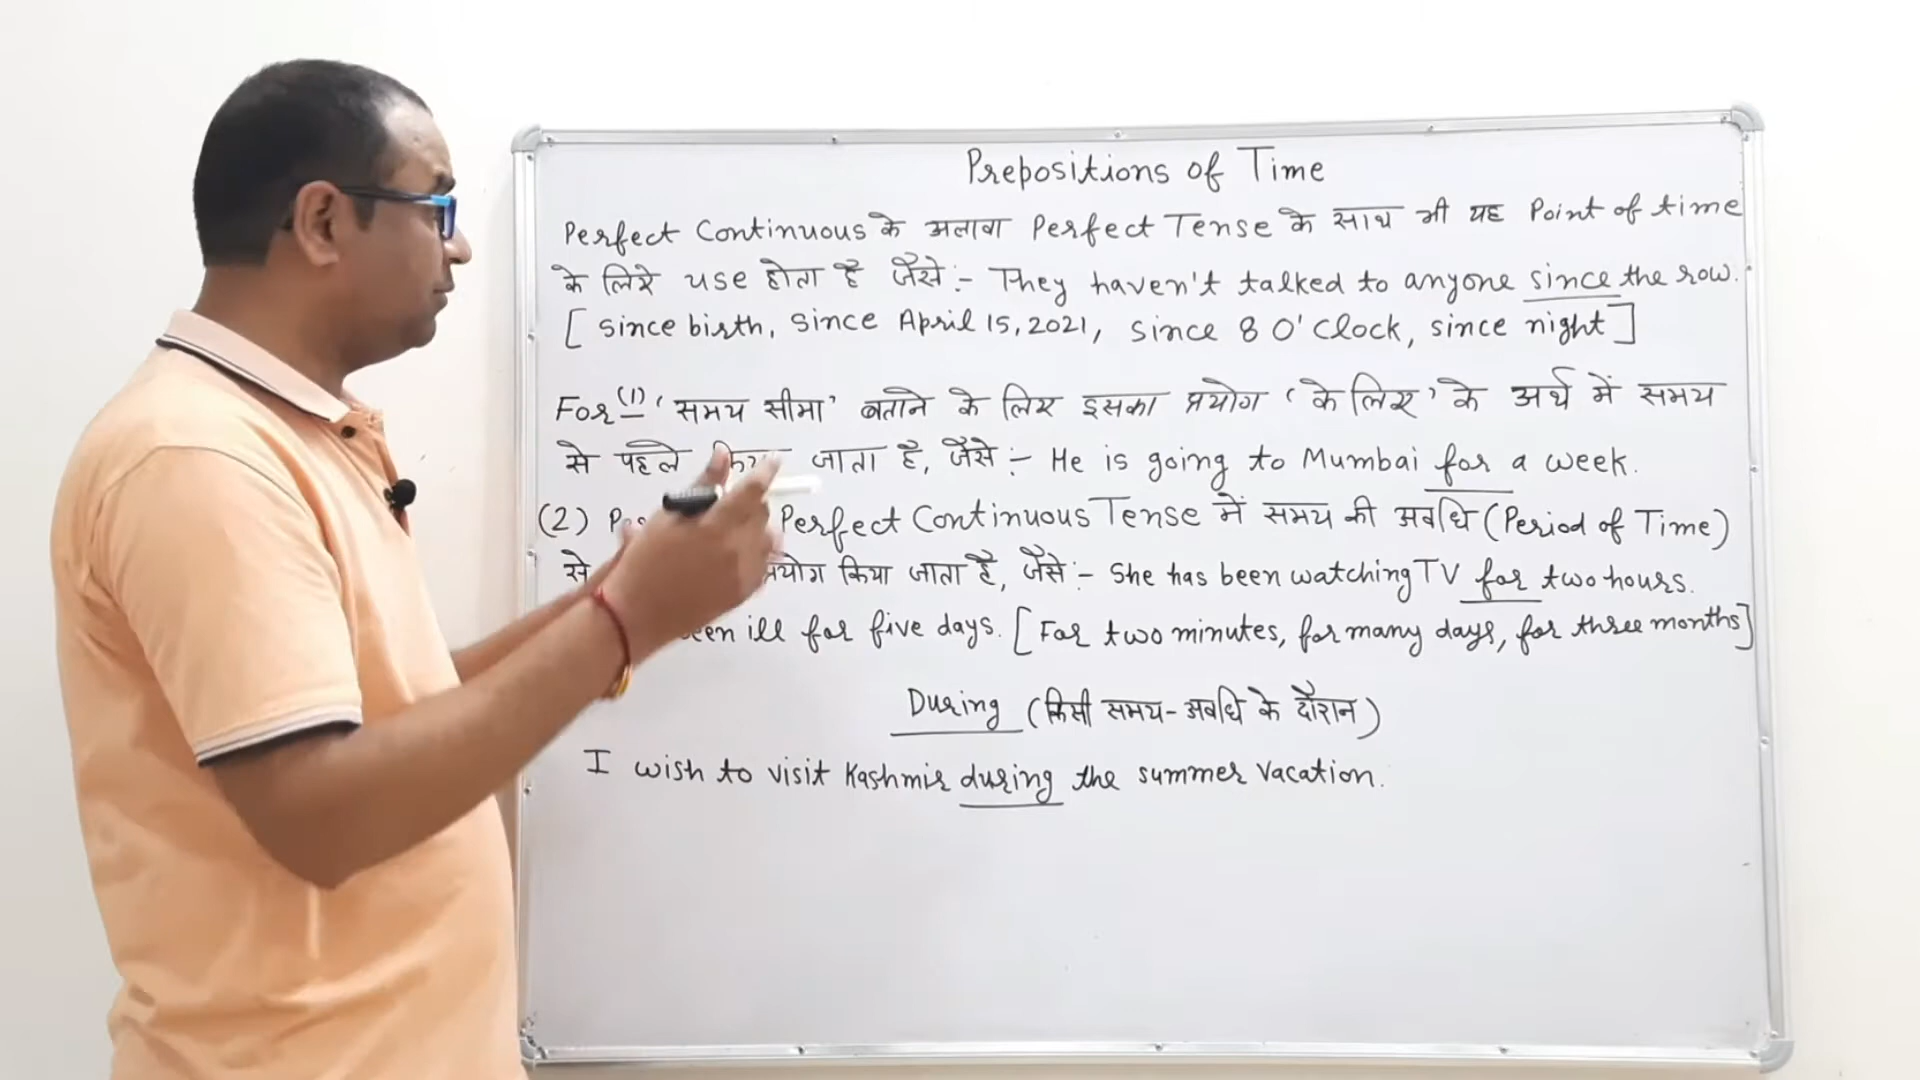 Prepositions of Time
Perfect Continuous के अलावा Perfect Tense के साथ भी यह Point of time
के लिये use होता है जैसे :- They haven't talked to anyone since the row.
[ since birth, since April 15, 2021, since 8 O'Clock, since night ]
For (1) 'समय सीमा' बताने के लिए इसका प्रयोग 'के लिए' के अर्थ में समय
से पहले जाता है, जैसे :- He is going to Mumbai for a week.
(2) Perfect Continuous Tense में समय की अवधि (Period of Time)
से किया जाता है, जैसे :- She has been watching TV for two hours.
ill for five days. [For two minutes, for many days, for three months]
During (किसी समय-अवधि के दौरान)
I wish to visit Kashmir during the summer vacation.